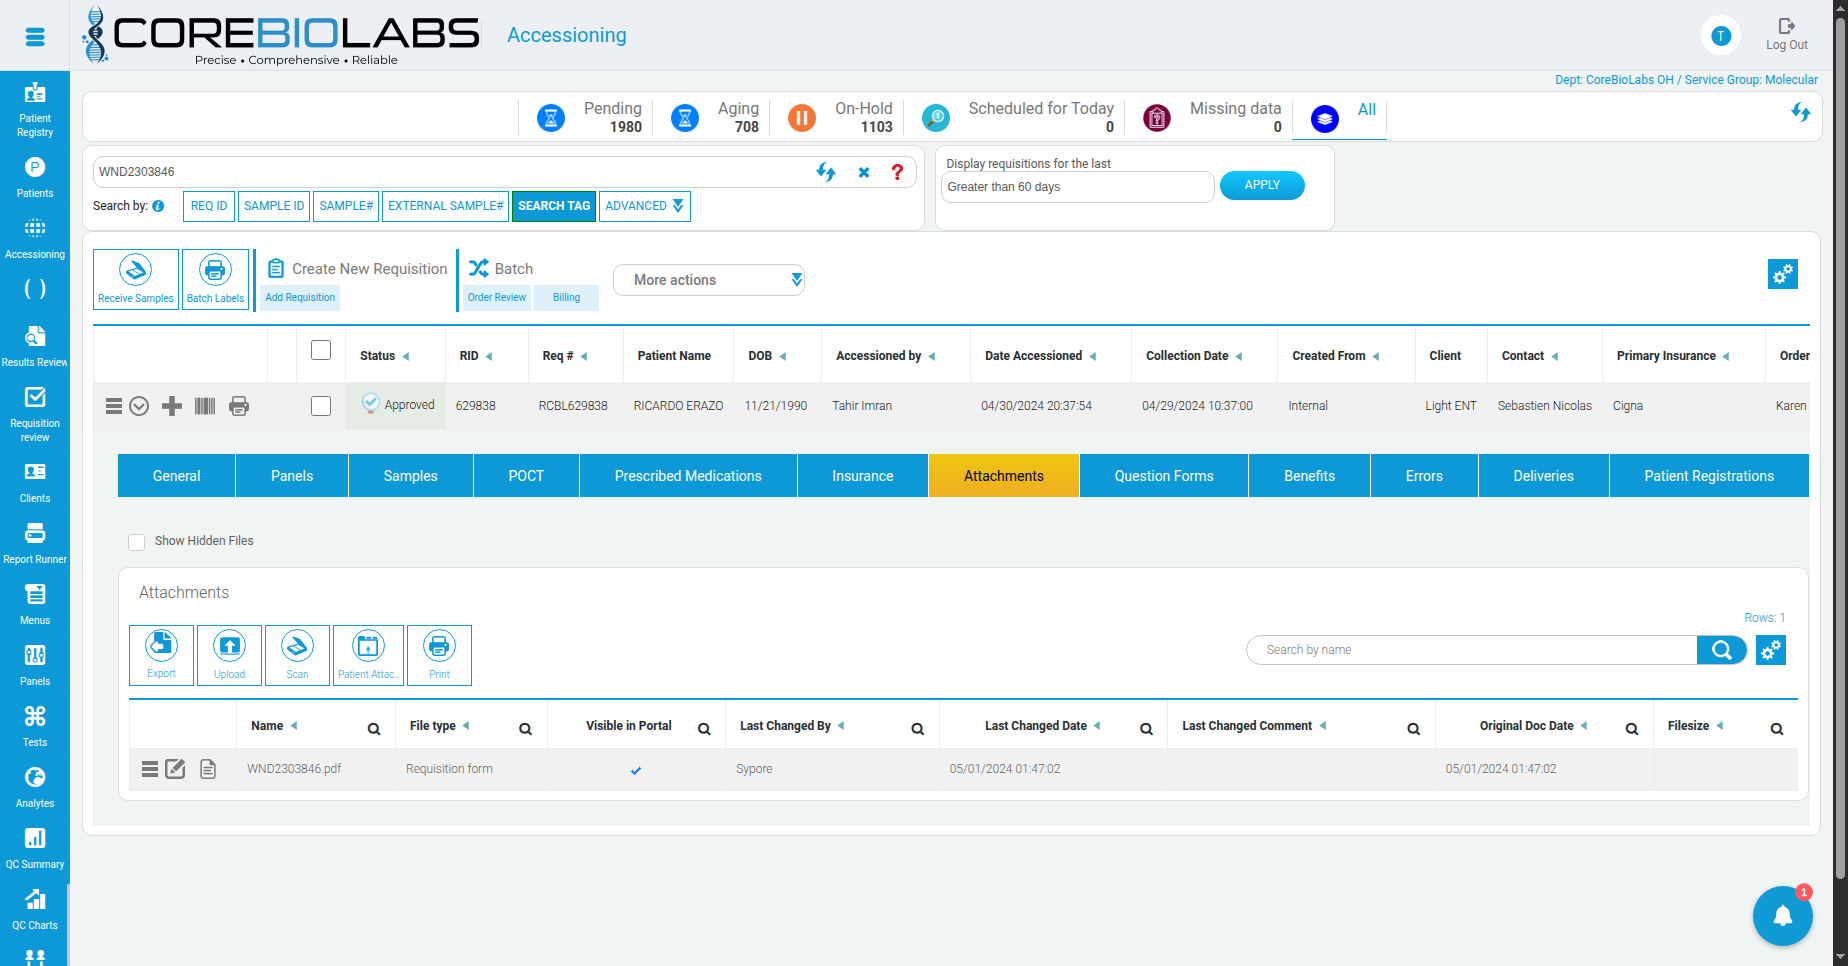 COREBIOLABS
Precise • Comprehensive • Reliable
Accessioning
T
Log Out
Dept: CoreBioLabs OH / Service Group: Molecular
Pending
1980
Aging
708
On-Hold
1103
Scheduled for Today
0
Missing data
0
All
Patient
Registry
Patients
Accessioning
( )
Results Review
Requisition
review
Clients
Report Runner
Menus
Panels
Tests
Analytes
QC Summary
QC Charts
WND2303846
?
Search by:
REQ ID
SAMPLE ID
SAMPLE#
EXTERNAL SAMPLE#
SEARCH TAG
ADVANCED
Display requisitions for the last
Greater than 60 days
APPLY
Receive Samples
Batch Labels
Create New Requisition
Add Requisition
Batch
Order Review
Billing
More actions
Status RID Req # Patient Name DOB Accessioned by Date Accessioned Collection Date Created From Client Contact Primary Insurance Order
Approved 629838 RCBL629838 RICARDO ERAZO 11/21/1990 Tahir Imran 04/30/2024 20:37:54 04/29/2024 10:37:00 Internal Light ENT Sebastien Nicolas Cigna Karen
General Panels Samples POCT Prescribed Medications Insurance Attachments Question Forms Benefits Errors Deliveries Patient Registrations
Show Hidden Files
Attachments
Rows: 1
Export
Upload
Scan
Patient Attac..
Print
Search by name
Name File type Visible in Portal Last Changed By Last Changed Date Last Changed Comment Original Doc Date Filesize
WND2303846.pdf Requisition form Sypore 05/01/2024 01:47:02 05/01/2024 01:47:02
1